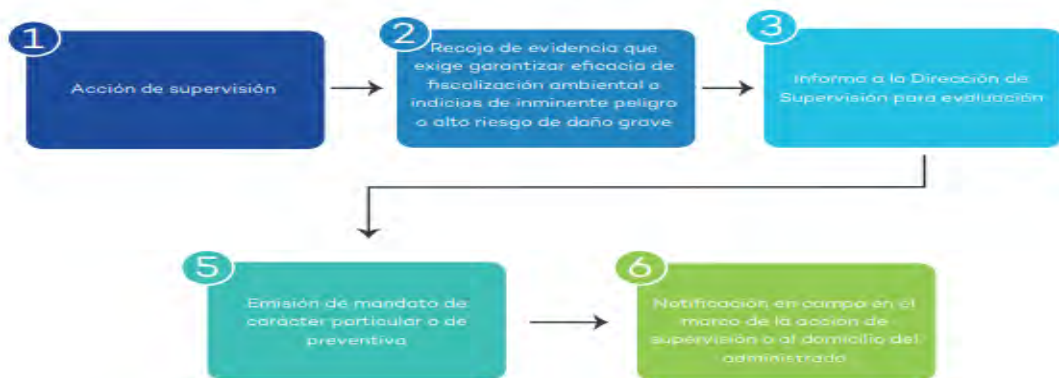 1
Acción de supervisión
2
Recojo de evidencia que
exige garantizar eficacia de
fiscalización ambiental o
indicios de inminente peligro
o alto riesgo de daño grave
3
Informe a la Dirección de
Supervisión para evaluación
5
Emisión de mandato de
carácter particular o de
preventiva
6
Notificación en campo en el
marco de la acción de
supervisión o al domicilio del
administrado